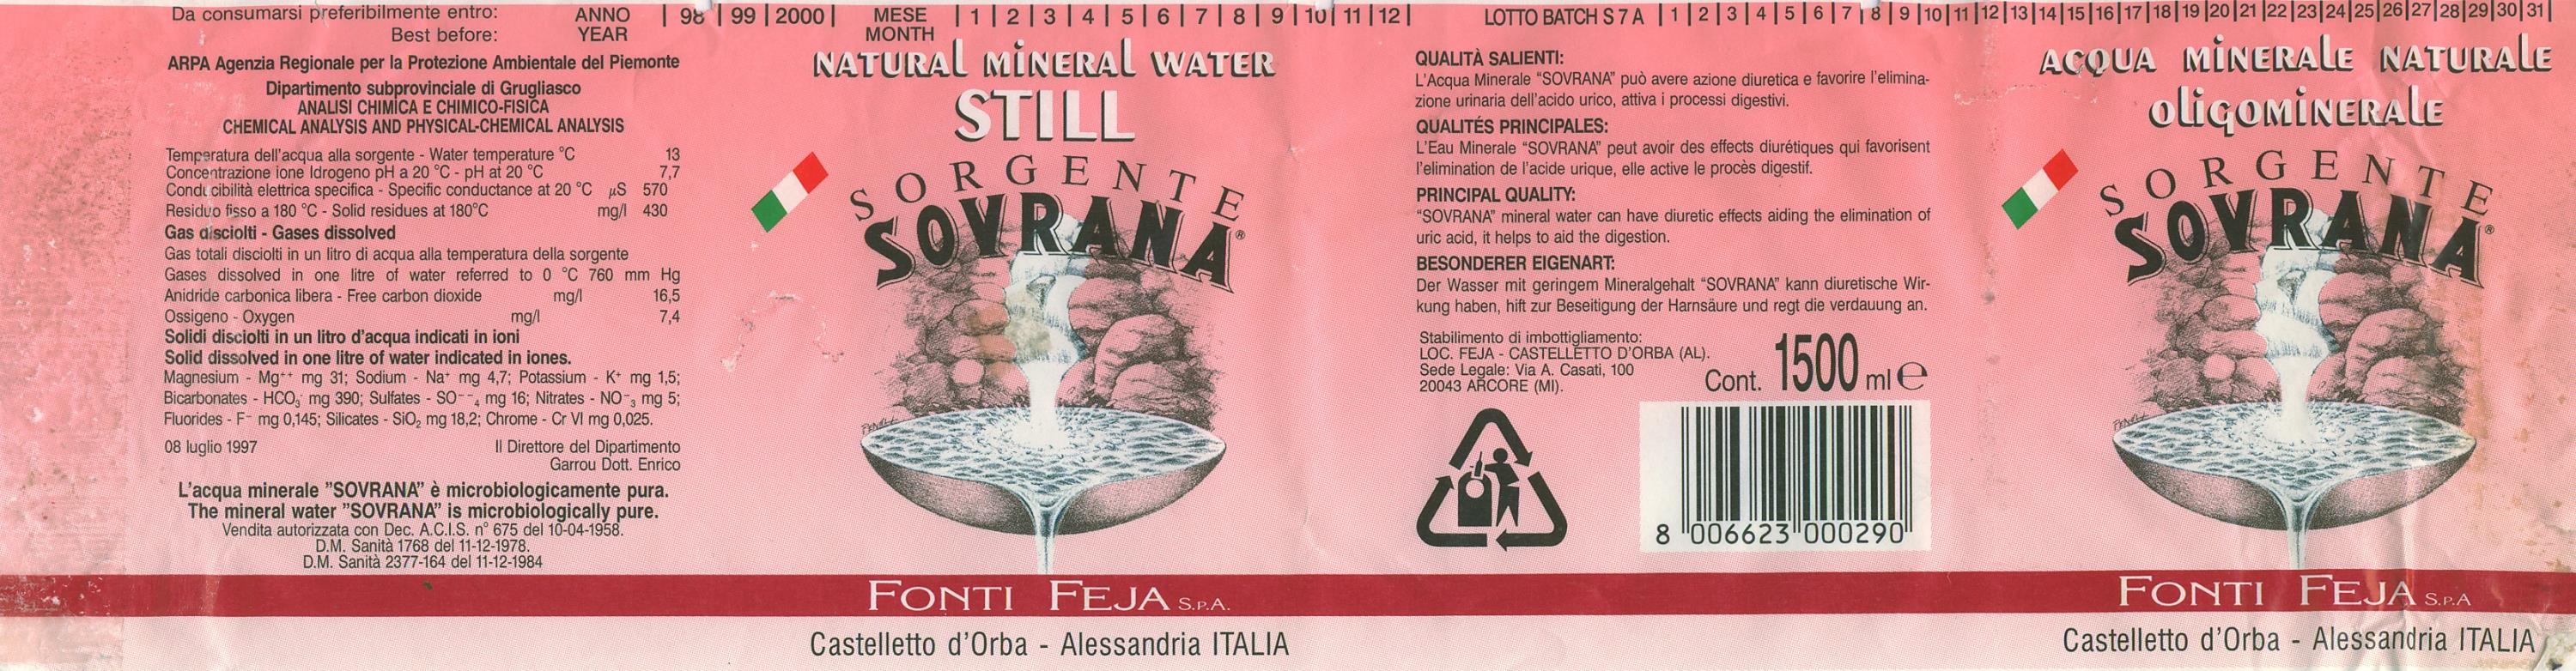 Da consumarsi preferibilmente entro: ANNO | 98 | 99 | 2000 | MESE | 1 | 2 | 3 | 4 | 5 | 6 | 7 | 8 | 9 | 10 | 11 | 12 |
Best before: YEAR MONTH
ARPA Agenzia Regionale per la Protezione Ambientale del Piemonte
Dipartimento subprovinciale di Grugliasco
ANALISI CHIMICA E CHIMICO-FISICA
CHEMICAL ANALYSIS AND PHYSICAL-CHEMICAL ANALYSIS
Temperatura dell'acqua alla sorgente - Water temperature °C 13
Concentrazione ione Idrogeno pH a 20 °C - pH at 20 °C 7,7
Conducibilità elettrica specifica - Specific conductance at 20 °C µS 570
Residuo fisso a 180 °C - Solid residues at 180°C mg/l 430
Gas disciolti - Gases dissolved
Gas totali disciolti in un litro di acqua alla temperatura della sorgente
Gases dissolved in one litre of water referred to 0 °C 760 mm Hg
Anidride carbonica libera - Free carbon dioxide mg/l 16,5
Ossigeno - Oxygen mg/l 7,4
Solidi disciolti in un litro d'acqua indicati in ioni
Solid dissolved in one litre of water indicated in iones.
Magnesium - Mg⁺⁺ mg 31; Sodium - Na⁺ mg 4,7; Potassium - K⁺ mg 1,5;
Bicarbonates - HCO₃⁻ mg 390; Sulfates - SO⁻⁻₄ mg 16; Nitrates - NO⁻₃ mg 5;
Fluorides - F⁻ mg 0,145; Silicates - SiO₂ mg 18,2; Chrome - Cr VI mg 0,025.
08 luglio 1997 Il Direttore del Dipartimento
Garrou Dott. Enrico
L'acqua minerale "SOVRANA" è microbiologicamente pura.
The mineral water "SOVRANA" is microbiologically pure.
Vendita autorizzata con Dec. A.C.I.S. n° 675 del 10-04-1958.
D.M. Sanità 1768 del 11-12-1978.
D.M. Sanità 2377-164 del 11-12-1984
NATURAL MINERAL WATER
STILL
SORGENTE
SOVRANA®
FONTI FEJA S.P.A.
Castelletto d'Orba - Alessandria ITALIA
LOTTO BATCH S 7 A | 1 | 2 | 3 | 4 | 5 | 6 | 7 | 8 | 9 | 10 | 11 | 12 | 13 | 14 | 15 | 16 | 17 | 18 | 19 | 20 | 21 | 22 | 23 | 24 | 25 | 26 | 27 | 28 | 29 | 30 | 31 |
QUALITÀ SALIENTI:
L'Acqua Minerale "SOVRANA" può avere azione diuretica e favorire l'elimina-
zione urinaria dell'acido urico, attiva i processi digestivi.
QUALITÉS PRINCIPALES:
L'Eau Minerale "SOVRANA" peut avoir des effects diurétiques qui favorisent
l'elimination de l'acide urique, elle active le procès digestif.
PRINCIPAL QUALITY:
"SOVRANA" mineral water can have diuretic effects aiding the elimination of
uric acid, it helps to aid the digestion.
BESONDERER EIGENART:
Der Wasser mit geringem Mineralgehalt "SOVRANA" kann diuretische Wir-
kung haben, hift zur Beseitigung der Harnsäure und regt die verdauung an.
Stabilimento di imbottigliamento:
LOC. FEJA - CASTELLETTO D'ORBA (AL).
Sede Legale: Via A. Casati, 100
20043 ARCORE (MI).
Cont. 1500 ml e
8 006623 000290
ACQUA MINERALE NATURALE
OLIGOMINERALE
SORGENTE
SOVRANA®
FONTI FEJA S.P.A
Castelletto d'Orba - Alessandria ITALIA